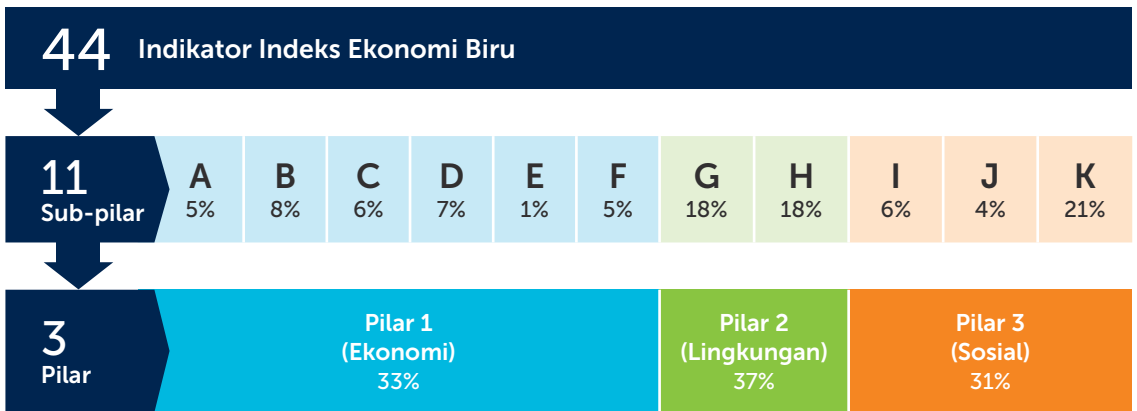 44 Indikator Indeks Ekonomi Biru
11
Sub-pilar
A B C D E F G H I J K
5% 8% 6% 7% 1% 5% 18% 18% 6% 4% 21%
3
Pilar
Pilar 1
(Ekonomi)
33%
Pilar 2
(Lingkungan)
37%
Pilar 3
(Sosial)
31%